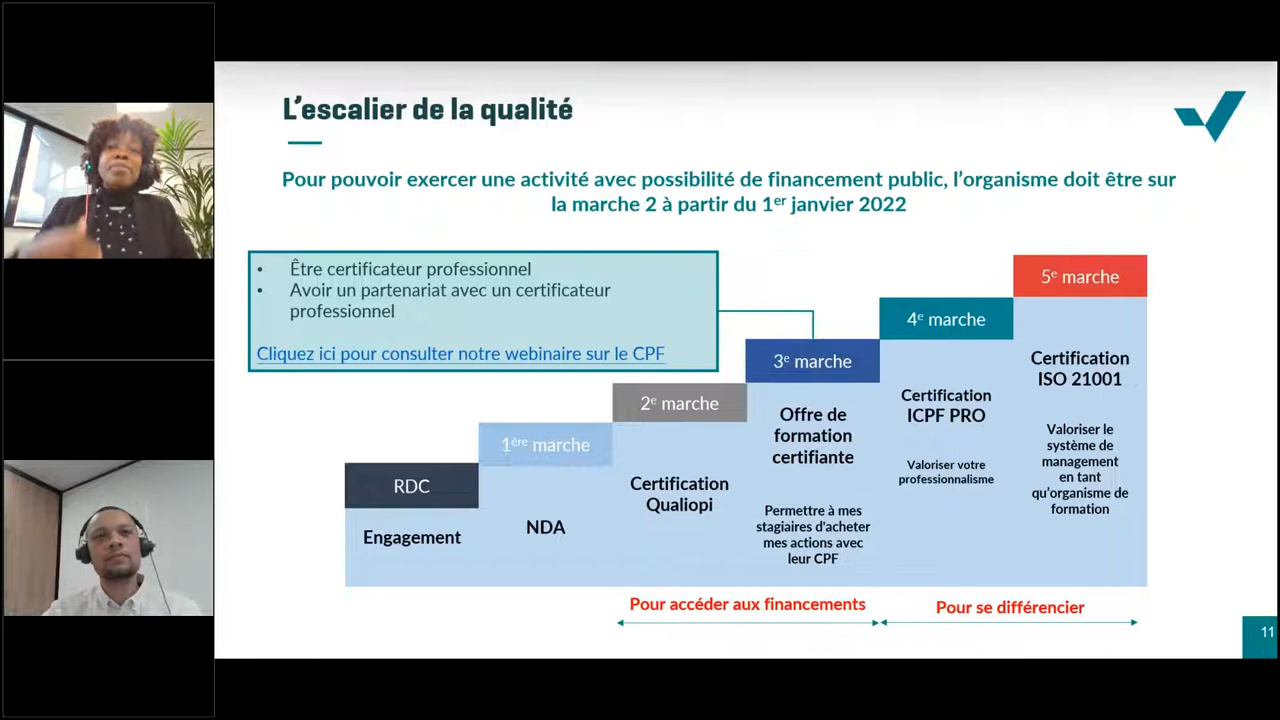 L'escalier de la qualité
Pour pouvoir exercer une activité avec possibilité de financement public, l'organisme doit être sur
la marche 2 à partir du 1er janvier 2022
• Être certificateur professionnel
• Avoir un partenariat avec un certificateur
professionnel
Cliquez ici pour consulter notre webinaire sur le CPF
RDC
Engagement
1ère marche
NDA
2e marche
Certification
Qualiopi
3e marche
Offre de
formation
certifiante
Permettre à mes
stagiaires d'acheter
mes actions avec
leur CPF
4e marche
Certification
ICPF PRO
Valoriser votre
professionnalisme
5e marche
Certification
ISO 21001
Valoriser le
système de
management
en tant
qu'organisme de
formation
Pour accéder aux financements
Pour se différencier
11